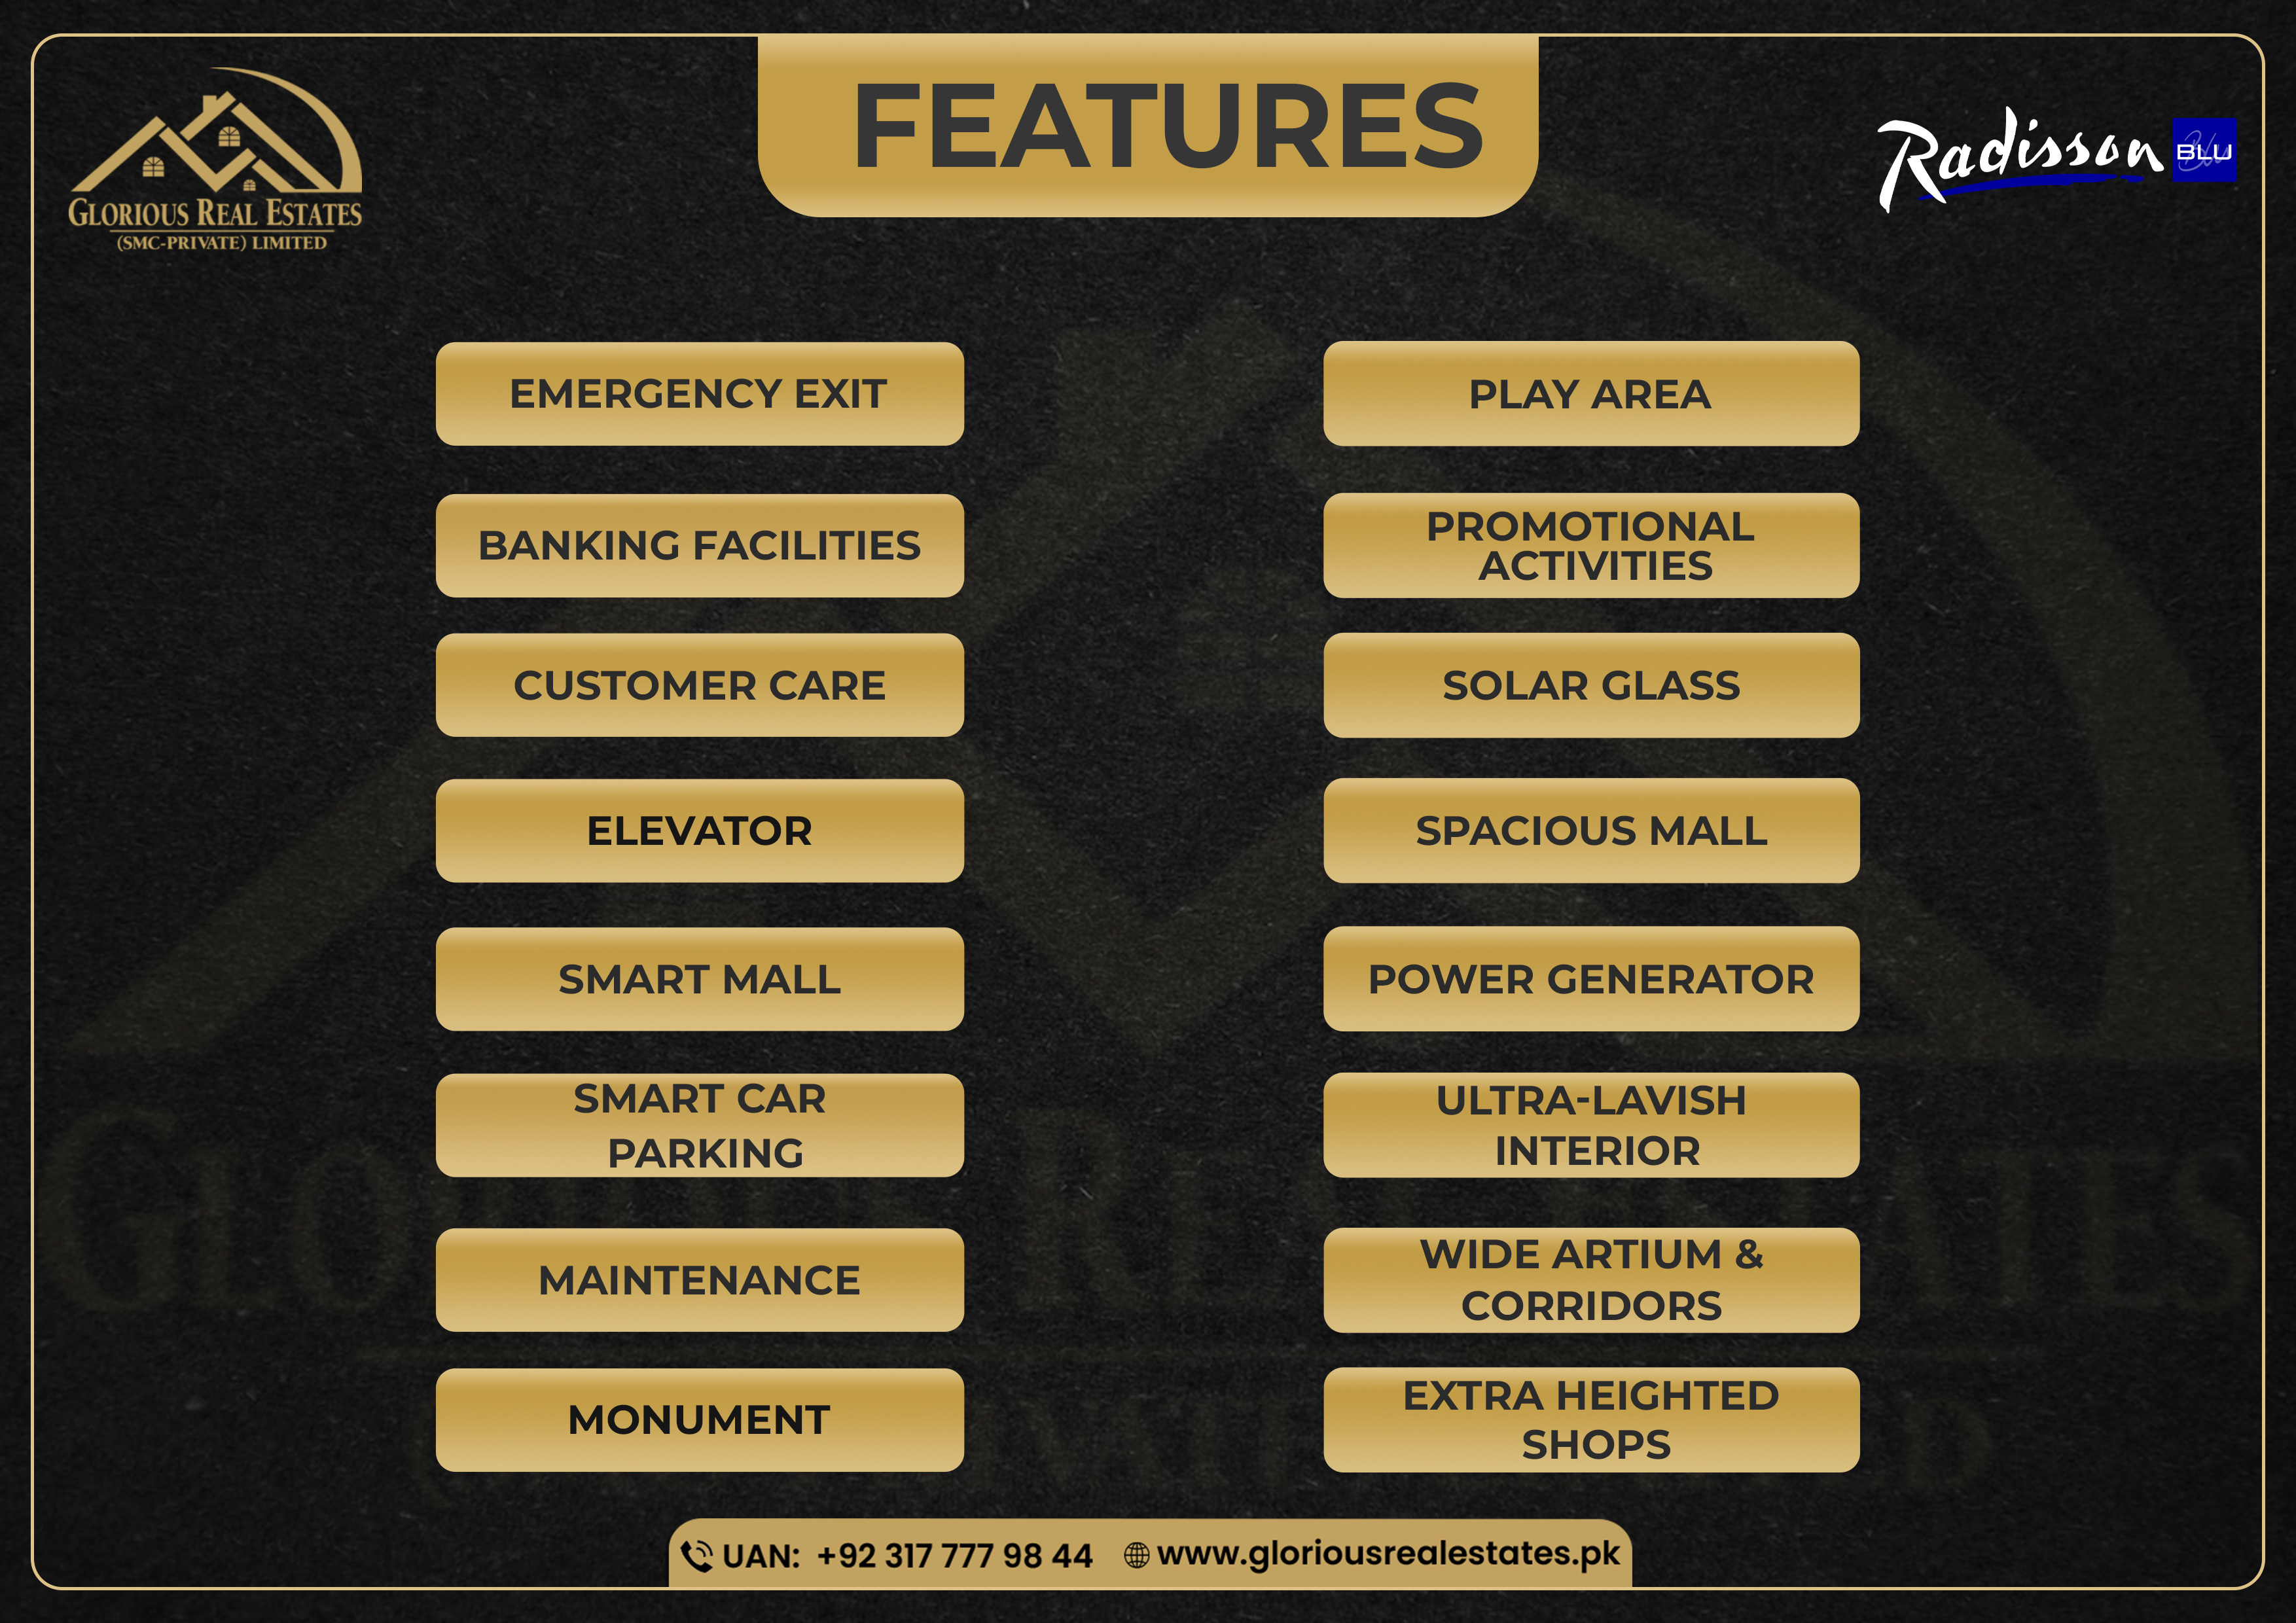 FEATURES
GLORIOUS REAL ESTATES
(SMC-PRIVATE) LIMITED
Radisson BLU
EMERGENCY EXIT
BANKING FACILITIES
CUSTOMER CARE
ELEVATOR
SMART MALL
SMART CAR
PARKING
MAINTENANCE
MONUMENT
PLAY AREA
PROMOTIONAL
ACTIVITIES
SOLAR GLASS
SPACIOUS MALL
POWER GENERATOR
ULTRA-LAVISH
INTERIOR
WIDE ARTIUM &
CORRIDORS
EXTRA HEIGHTED
SHOPS
UAN: +92 317 777 98 44 www.gloriousrealestates.pk